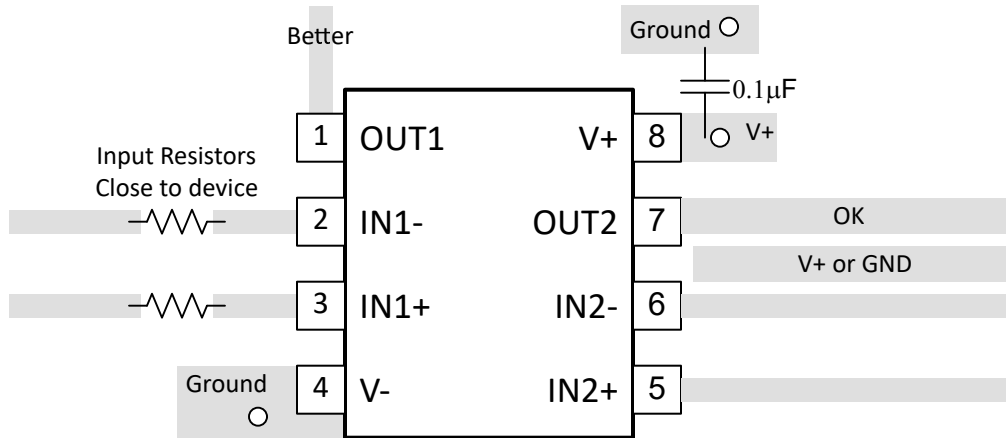 Better
Ground
0.1µF
1 OUT1
V+ 8
V+
Input Resistors
Close to device
2 IN1-
OUT2 7
OK
V+ or GND
3 IN1+
IN2- 6
Ground
4 V-
IN2+ 5